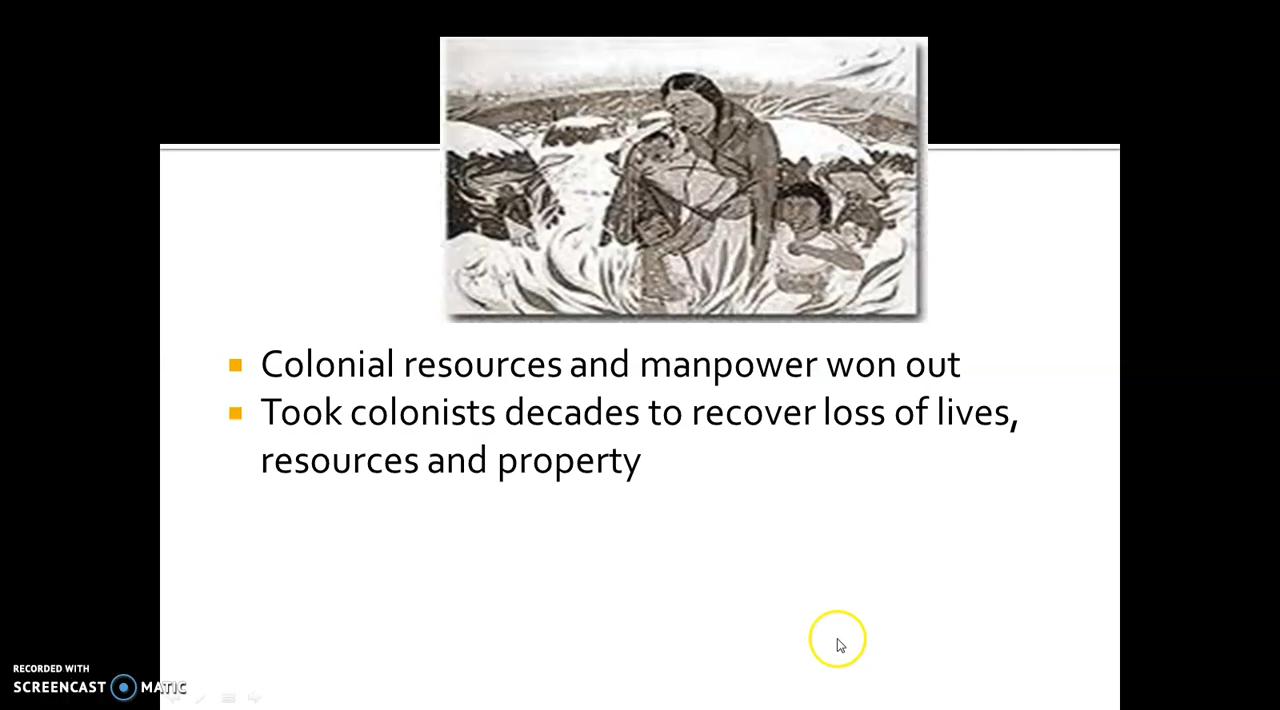 Colonial resources and manpower won out
Took colonists decades to recover loss of lives,
resources and property
RECORDED WITH
SCREENCAST MATIC